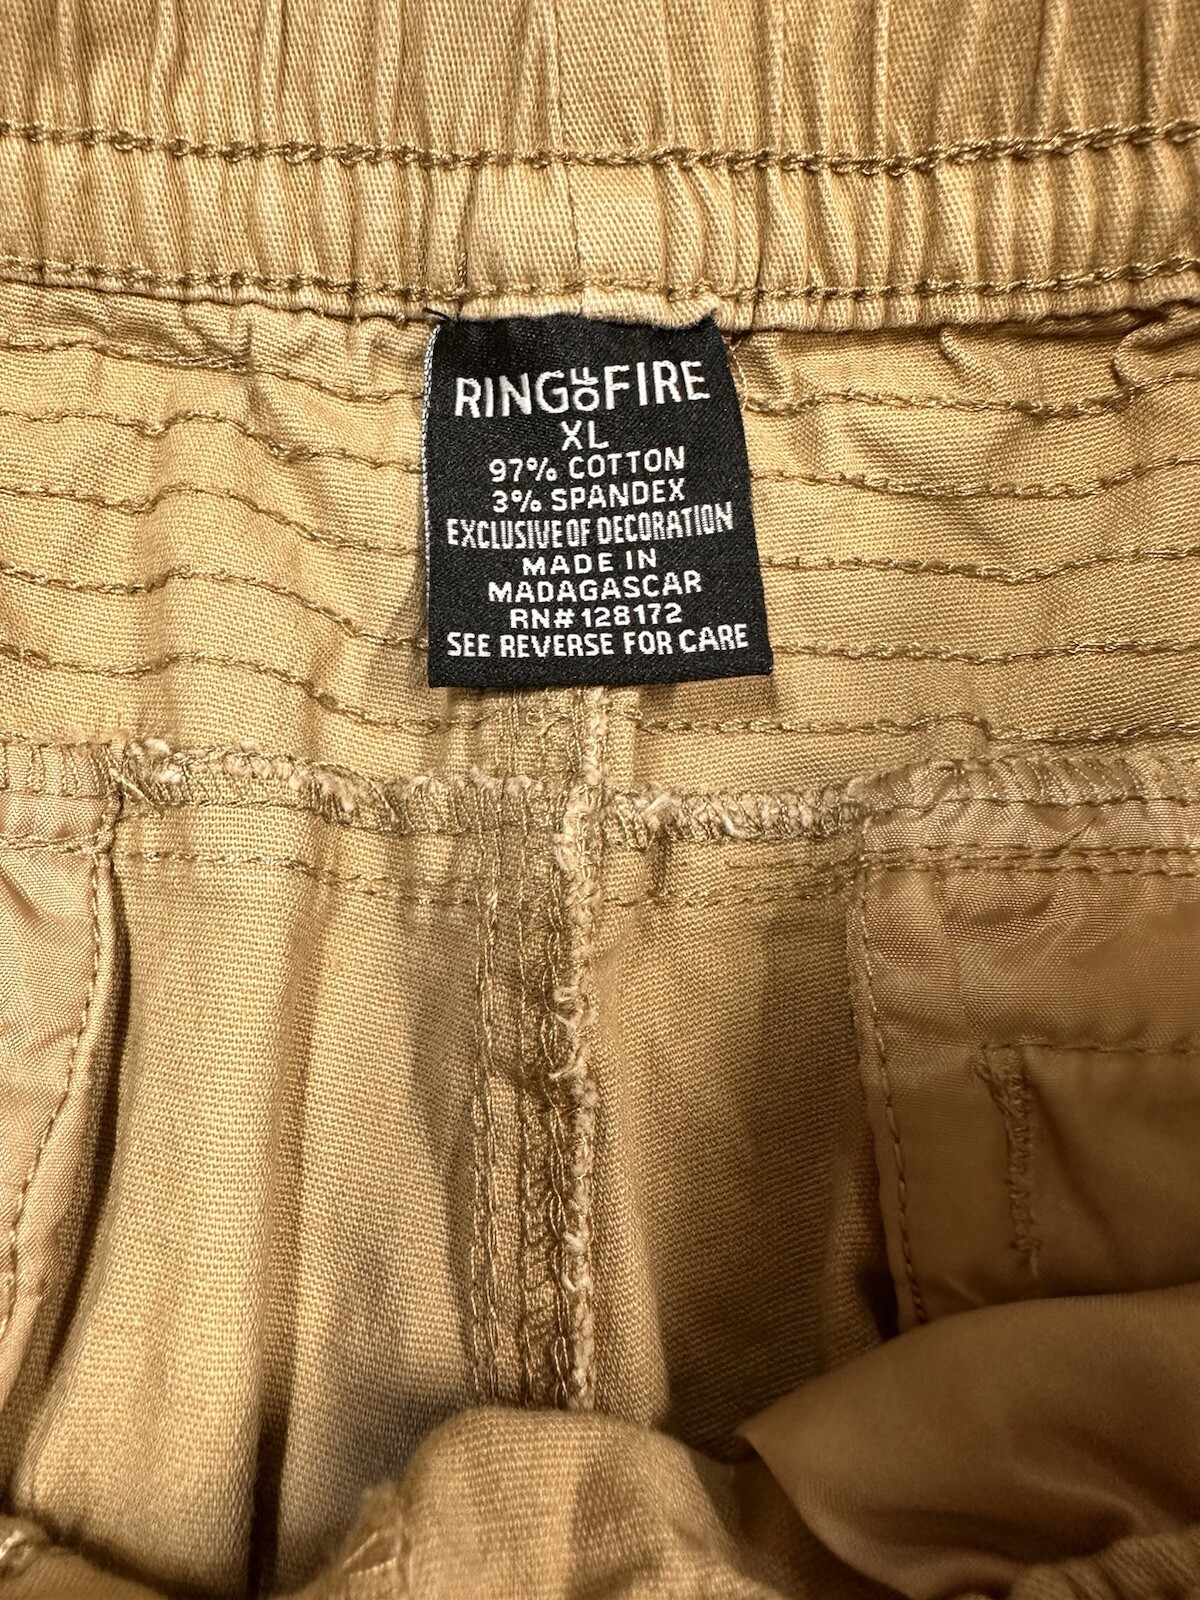 RING OF FIRE
XL
97% COTTON
3% SPANDEX
EXCLUSIVE OF DECORATION
MADE IN
MADAGASCAR
RN# 128172
SEE REVERSE FOR CARE